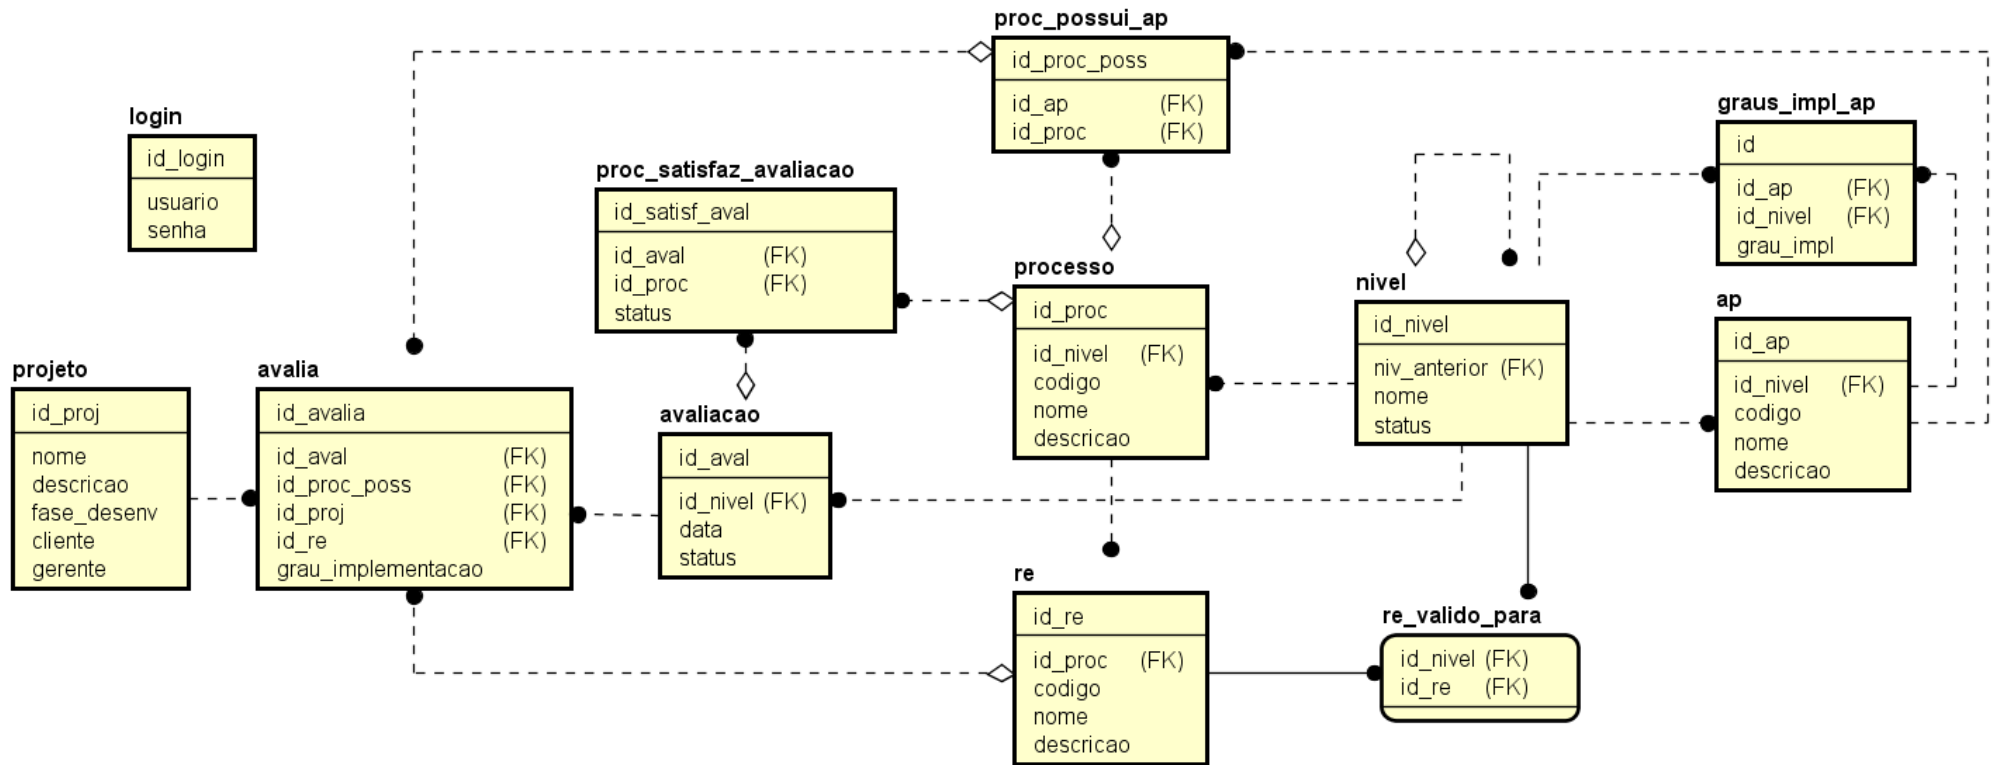 proc_possui_ap
id_proc_poss
id_ap (FK)
id_proc (FK)
login
id_login
usuario
senha
graus_impl_ap
id
id_ap (FK)
id_nivel (FK)
grau_impl
proc_satisfaz_avaliacao
id_satisf_aval
id_aval (FK)
id_proc (FK)
status
processo
id_proc
id_nivel (FK)
codigo
nome
descricao
nivel
id_nivel
niv_anterior (FK)
nome
status
ap
id_ap
id_nivel (FK)
codigo
nome
descricao
projeto
id_proj
nome
descricao
fase_desenv
cliente
gerente
avalia
id_avalia
id_aval (FK)
id_proc_poss (FK)
id_proj (FK)
id_re (FK)
grau_implementacao
avaliacao
id_aval
id_nivel (FK)
data
status
re
id_re
id_proc (FK)
codigo
nome
descricao
re_valido_para
id_nivel (FK)
id_re (FK)